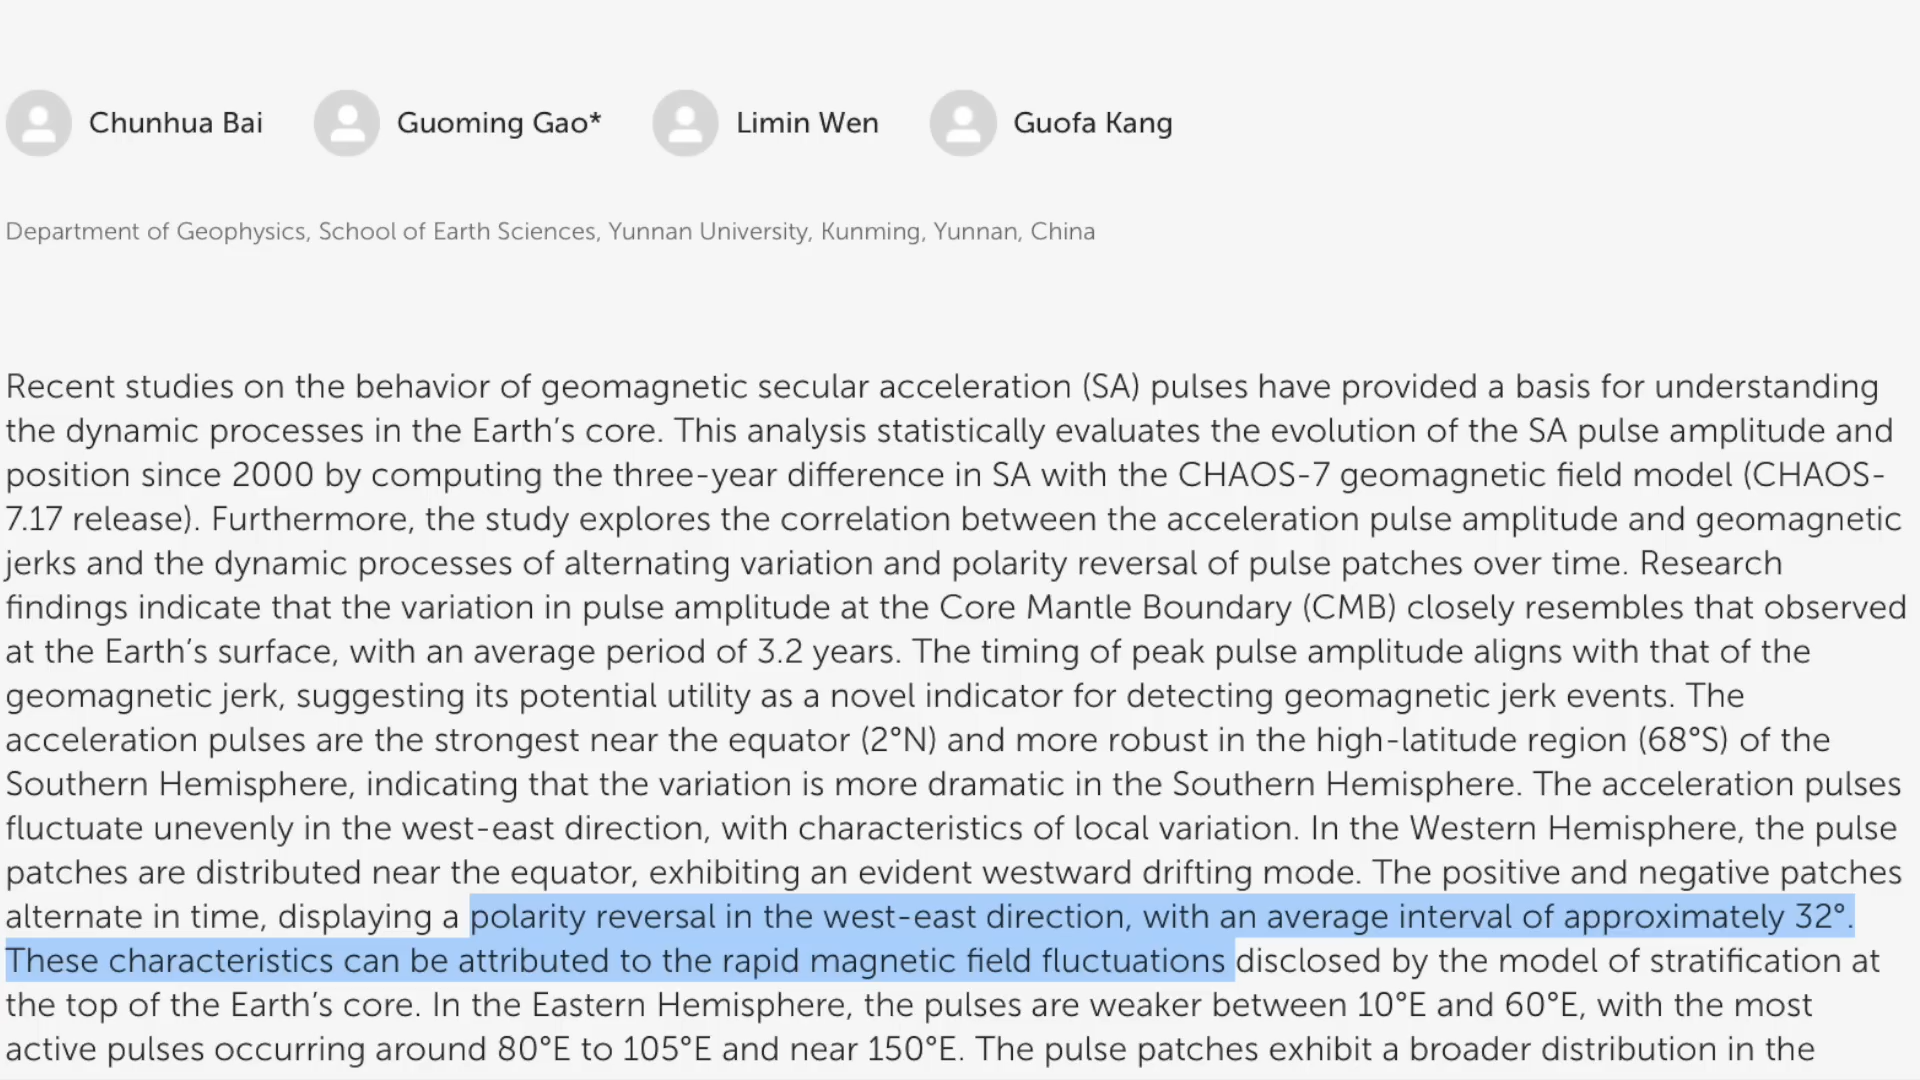 Chunhua Bai Guoming Gao* Limin Wen Guofa Kang
Department of Geophysics, School of Earth Sciences, Yunnan University, Kunming, Yunnan, China
Recent studies on the behavior of geomagnetic secular acceleration (SA) pulses have provided a basis for understanding
the dynamic processes in the Earth’s core. This analysis statistically evaluates the evolution of the SA pulse amplitude and
position since 2000 by computing the three-year difference in SA with the CHAOS-7 geomagnetic field model (CHAOS-
7.17 release). Furthermore, the study explores the correlation between the acceleration pulse amplitude and geomagnetic
jerks and the dynamic processes of alternating variation and polarity reversal of pulse patches over time. Research
findings indicate that the variation in pulse amplitude at the Core Mantle Boundary (CMB) closely resembles that observed
at the Earth’s surface, with an average period of 3.2 years. The timing of peak pulse amplitude aligns with that of the
geomagnetic jerk, suggesting its potential utility as a novel indicator for detecting geomagnetic jerk events. The
acceleration pulses are the strongest near the equator (2°N) and more robust in the high-latitude region (68°S) of the
Southern Hemisphere, indicating that the variation is more dramatic in the Southern Hemisphere. The acceleration pulses
fluctuate unevenly in the west-east direction, with characteristics of local variation. In the Western Hemisphere, the pulse
patches are distributed near the equator, exhibiting an evident westward drifting mode. The positive and negative patches
alternate in time, displaying a polarity reversal in the west-east direction, with an average interval of approximately 32°.
These characteristics can be attributed to the rapid magnetic field fluctuations disclosed by the model of stratification at
the top of the Earth’s core. In the Eastern Hemisphere, the pulses are weaker between 10°E and 60°E, with the most
active pulses occurring around 80°E to 105°E and near 150°E. The pulse patches exhibit a broader distribution in the